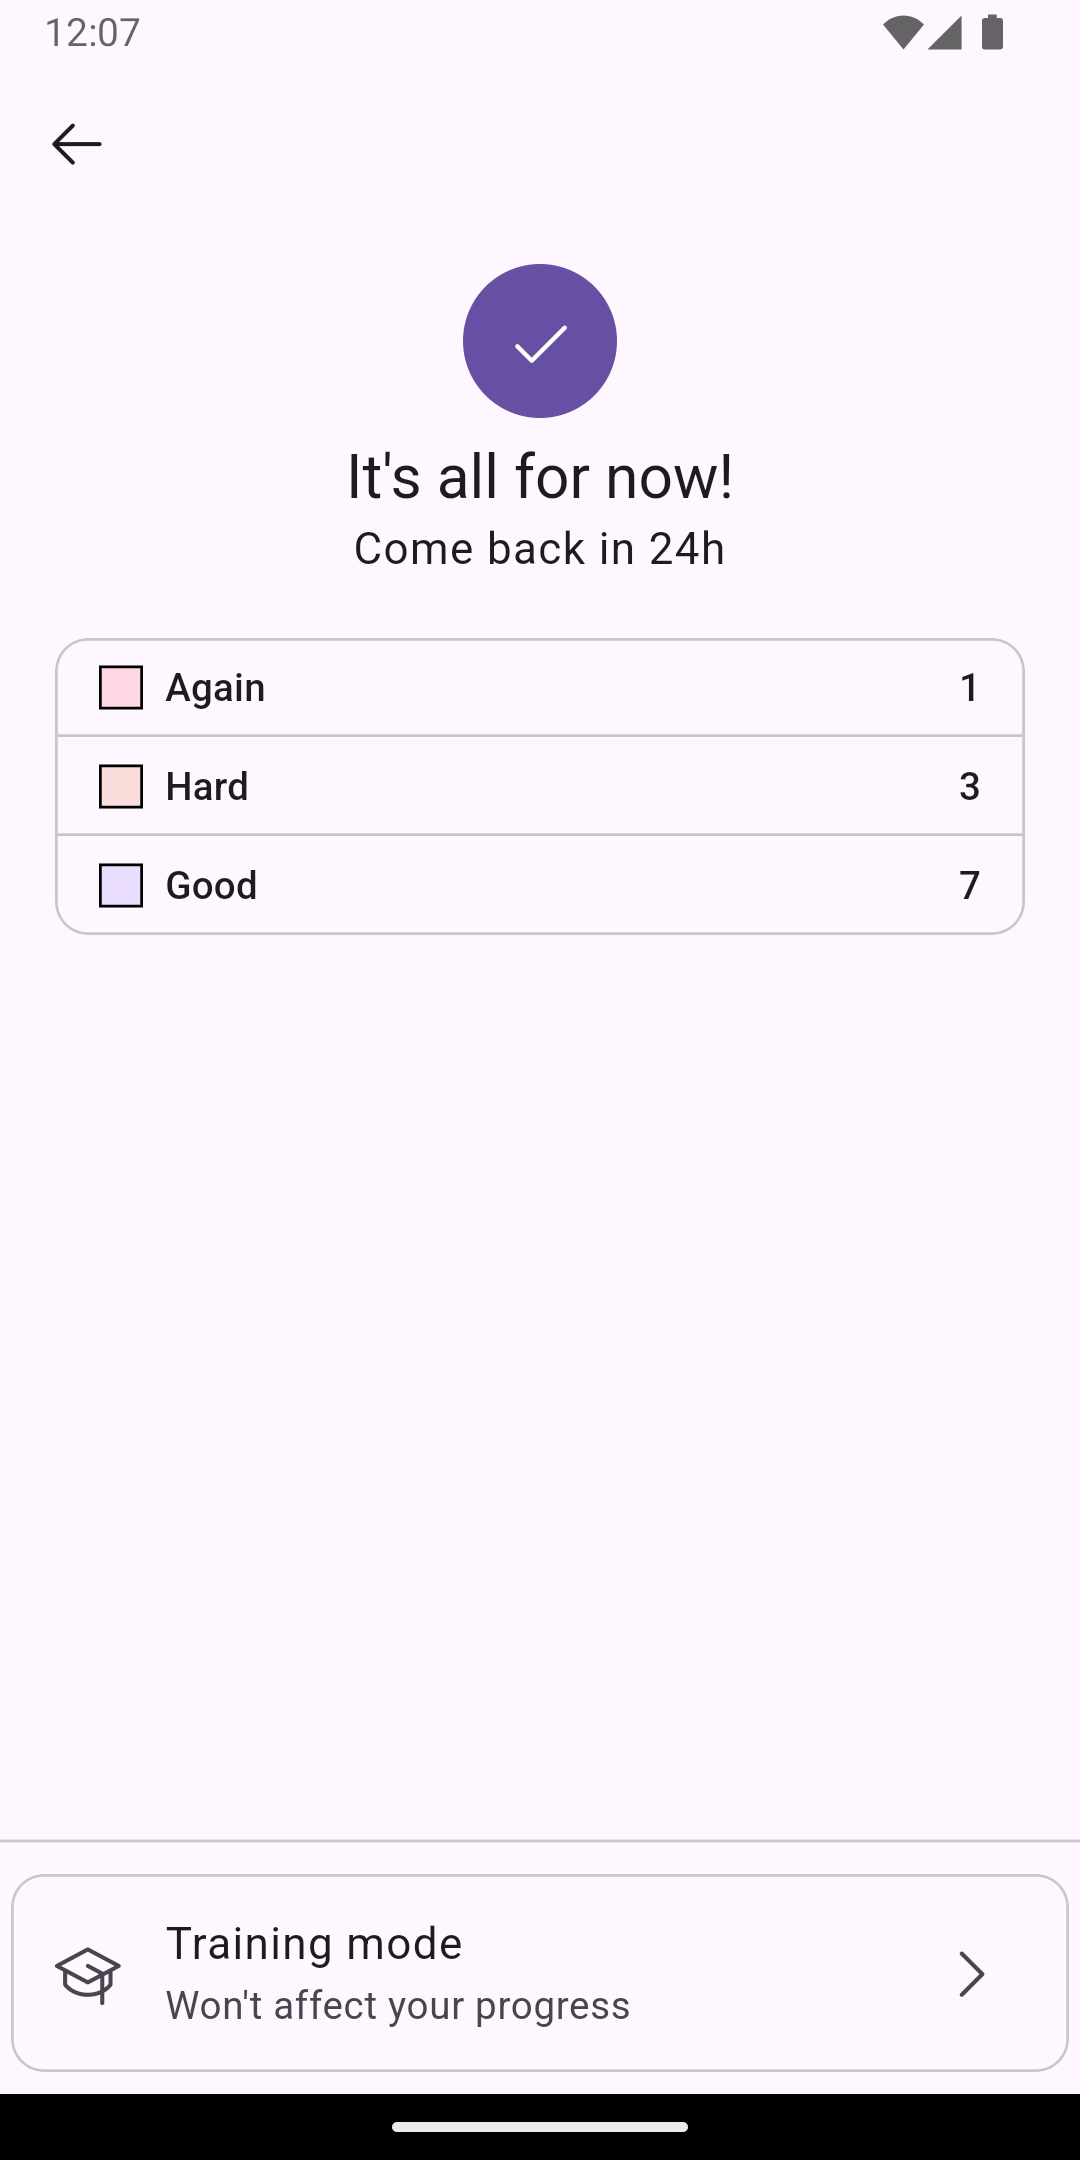 12:07
It's all for now!
Come back in 24h
Again 1
Hard 3
Good 7
Training mode
Won't affect your progress